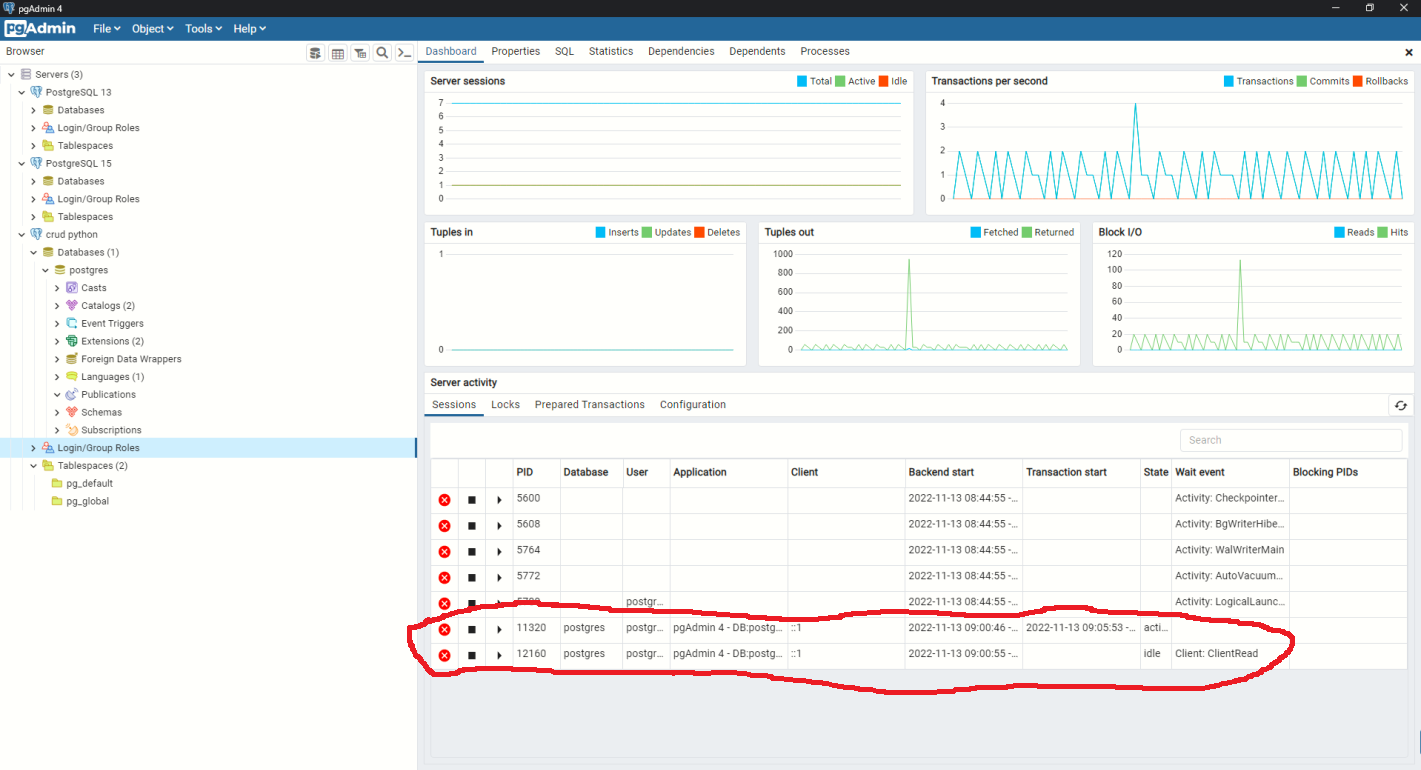 pgAdmin 4
pgAdmin File Object Tools Help
Browser
Servers (3)
PostgreSQL 13
Databases
Login/Group Roles
Tablespaces
PostgreSQL 15
Databases
Login/Group Roles
Tablespaces
crud python
Databases (1)
postgres
Casts
Catalogs (2)
Event Triggers
Extensions (2)
Foreign Data Wrappers
Languages (1)
Publications
Schemas
Subscriptions
Login/Group Roles
Tablespaces (2)
pg_default
pg_global
Dashboard Properties SQL Statistics Dependencies Dependents Processes
Server sessions Total Active Idle
7
6
5
4
3
2
1
0
Transactions per second Transactions Commits Rollbacks
4
3
2
1
0
Tuples in Inserts Updates Deletes
1
0
Tuples out Fetched Returned
1000
800
600
400
200
0
Block I/O Reads Hits
120
100
80
60
40
20
0
Server activity
Sessions Locks Prepared Transactions Configuration
Search
PID Database User Application Client Backend start Transaction start State Wait event Blocking PIDs
5600 2022-11-13 08:44:55 -... Activity: Checkpointer...
5608 2022-11-13 08:44:55 -... Activity: BgWriterHibe...
5764 2022-11-13 08:44:55 -... Activity: WalWriterMain
5772 2022-11-13 08:44:55 -... Activity: AutoVacuum...
postgr... 2022-11-13 08:44:55 -... Activity: LogicalLaunc...
11320 postgres postgr... pgAdmin 4 - DB:postg... ::1 2022-11-13 09:00:46 -... 2022-11-13 09:05:53 -... acti...
12160 postgres postgr... pgAdmin 4 - DB:postg... ::1 2022-11-13 09:00:55 -... idle Client: ClientRead